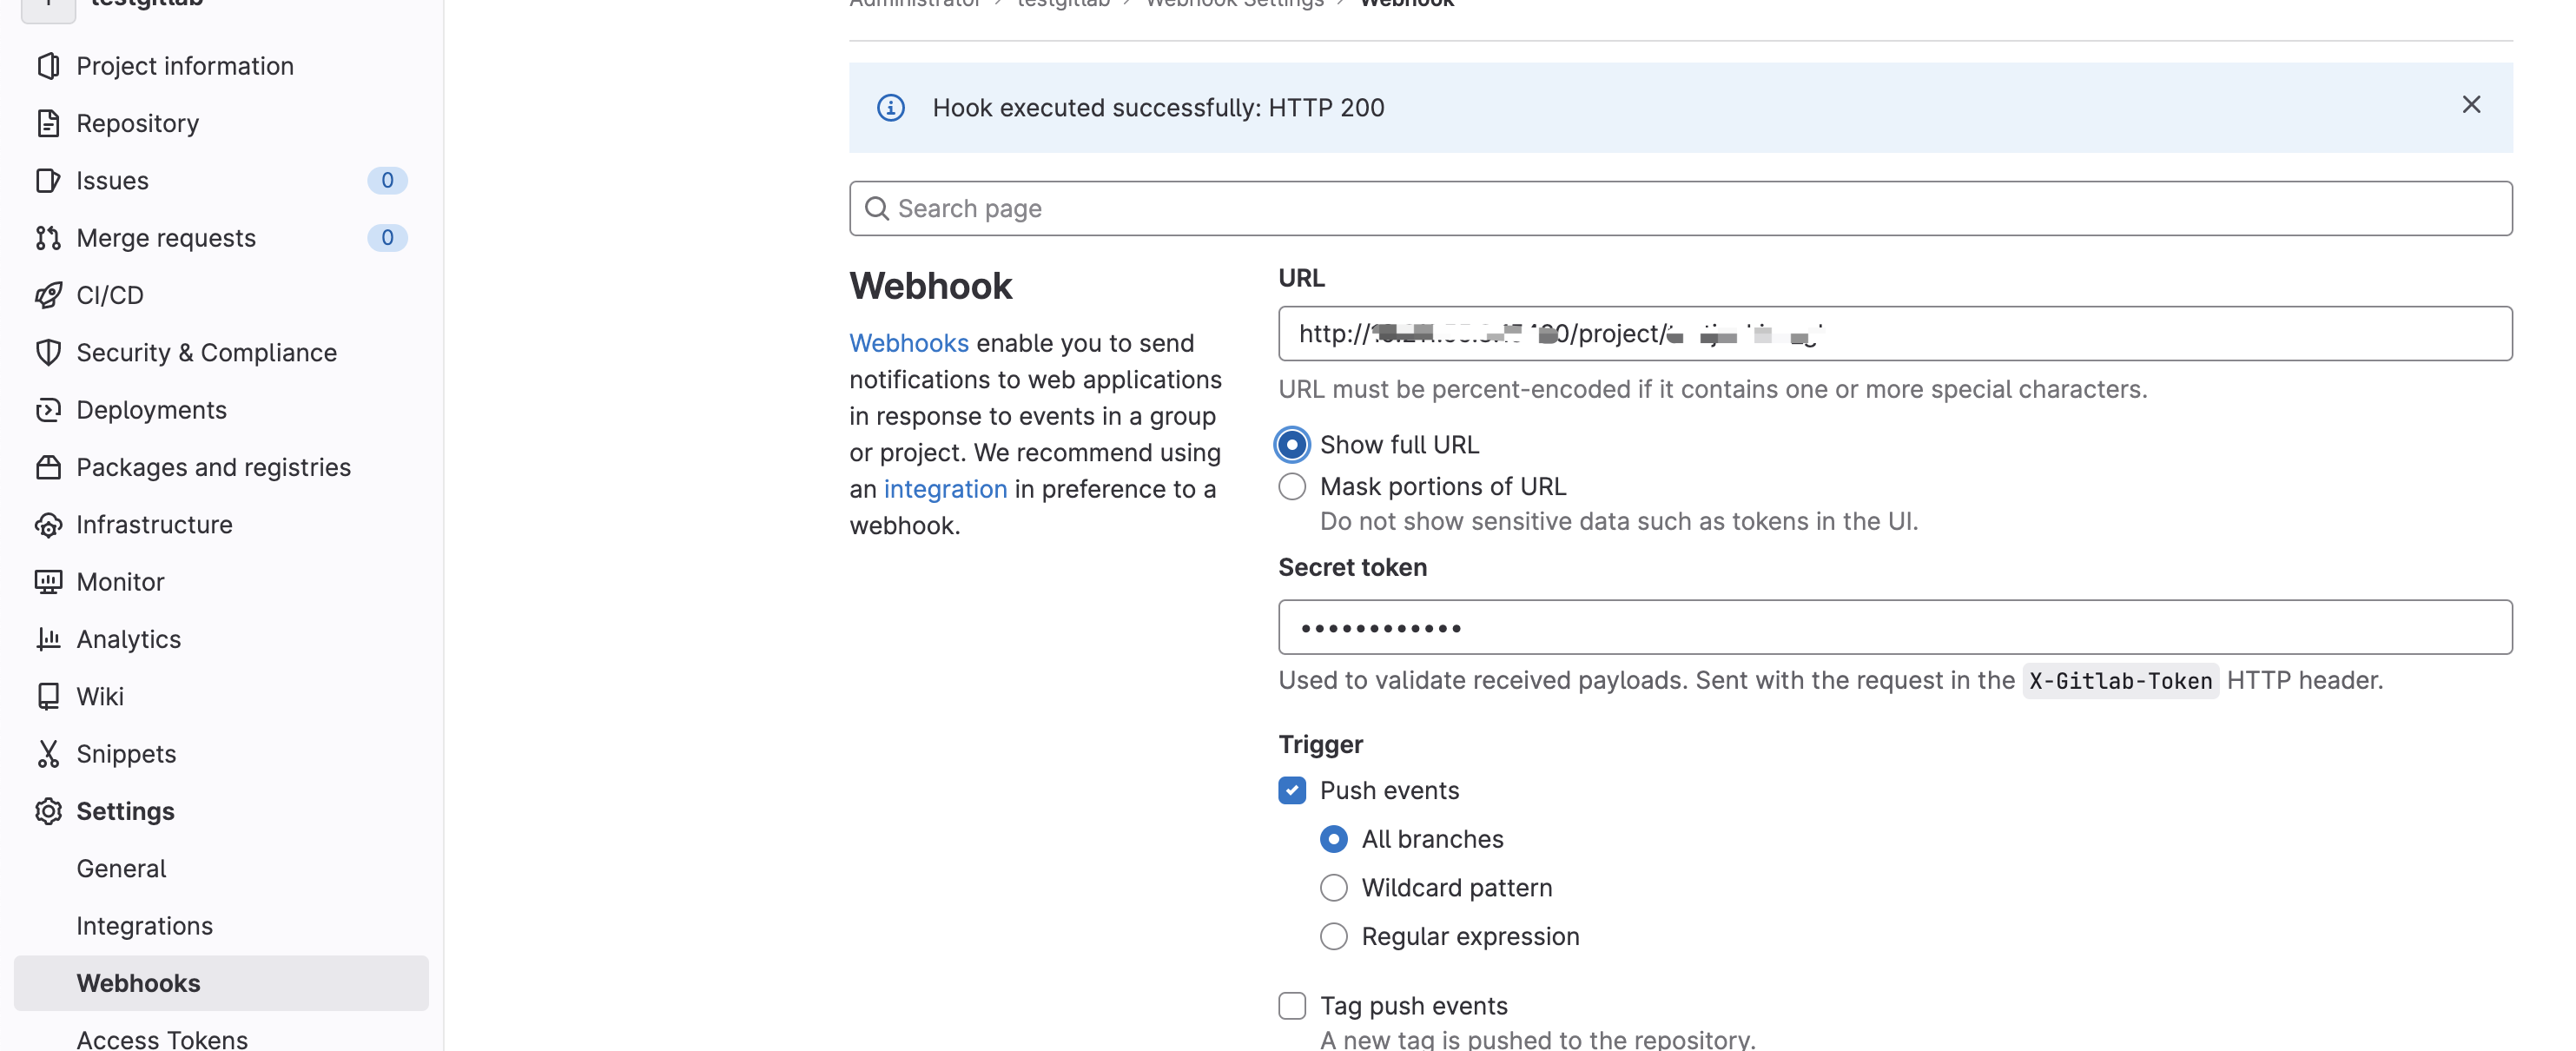 testgitlab
Project information
Repository
Issues 0
Merge requests 0
CI/CD
Security & Compliance
Deployments
Packages and registries
Infrastructure
Monitor
Analytics
Wiki
Snippets
Settings
General
Integrations
Webhooks
Access Tokens
Administrator › testgitlab › Webhook Settings › Webhook
Hook executed successfully: HTTP 200
Search page
Webhook
Webhooks enable you to send
notifications to web applications
in response to events in a group
or project. We recommend using
an integration in preference to a
webhook.
URL
http:// /project/
URL must be percent-encoded if it contains one or more special characters.
Show full URL
Mask portions of URL
Do not show sensitive data such as tokens in the UI.
Secret token
••••••••••••
Used to validate received payloads. Sent with the request in the X-Gitlab-Token HTTP header.
Trigger
Push events
All branches
Wildcard pattern
Regular expression
Tag push events
A new tag is pushed to the repository.